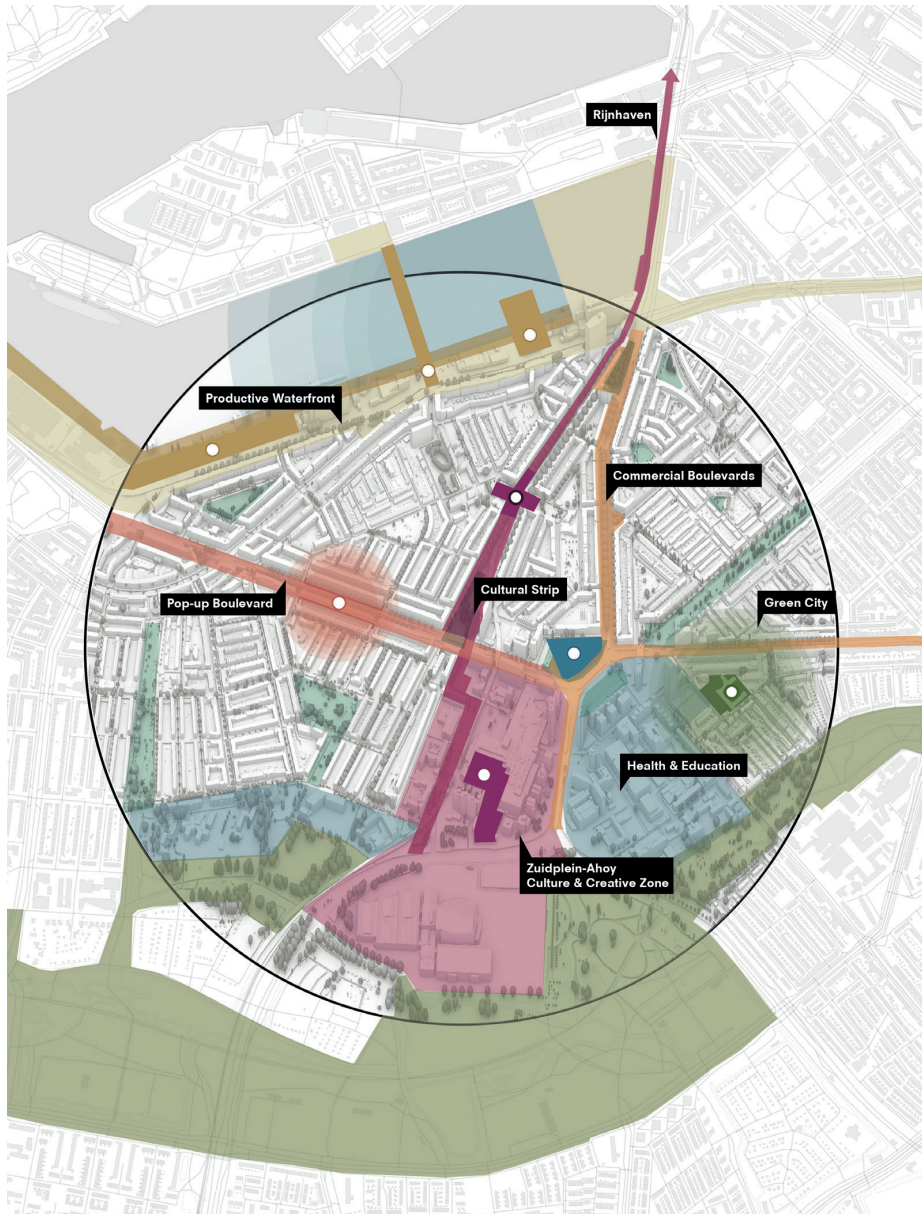 Rijnhaven
Productive Waterfront
Commercial Boulevards
Cultural Strip
Pop-up Boulevard
Green City
Health & Education
Zuidplein-Ahoy
Culture & Creative Zone